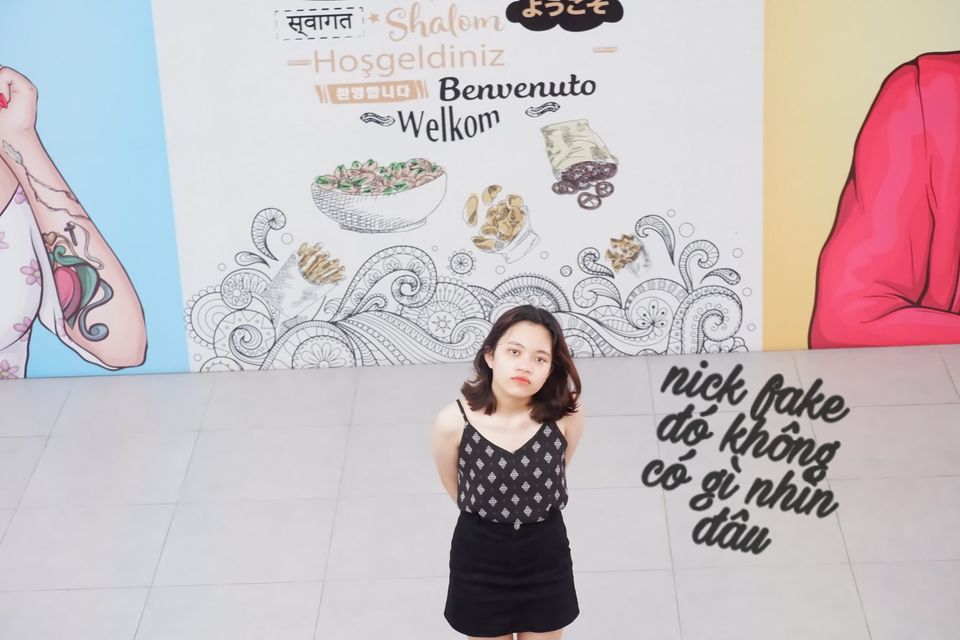 स्वागत
Shalom
ようこそ
Hoşgeldiniz
환영합니다
Benvenuto
Welkom
nick fake
đó không
có gì nhìn
đâu